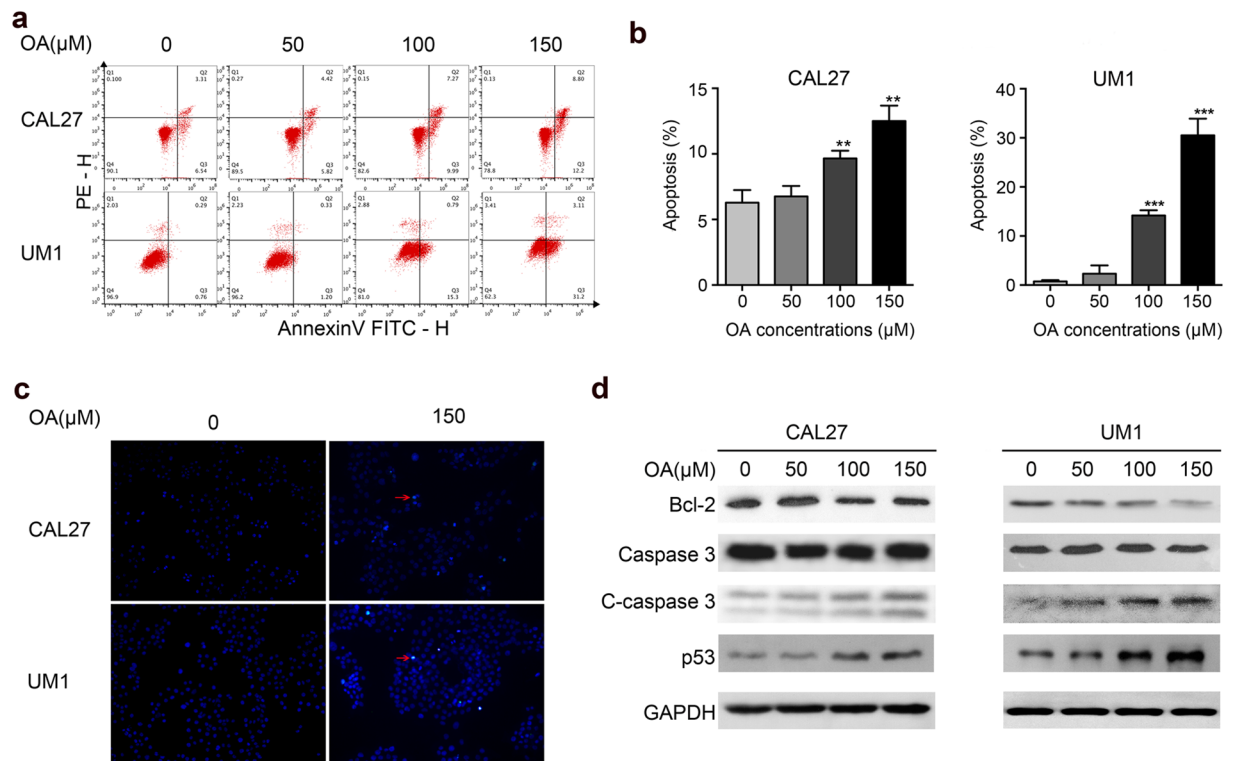 a
OA(μM) 0 50 100 150
CAL27
UM1
PE - H
Q1 0.100 Q2 3.11 Q4 90.1 Q3 6.54
Q1 0.27 Q2 4.42 Q4 89.5 Q3 5.82
Q1 0.15 Q2 7.27 Q4 82.6 Q3 9.99
Q1 0.13 Q2 8.80 Q4 78.8 Q3 12.2
Q1 2.03 Q2 0.29 Q4 96.9 Q3 0.76
Q1 2.23 Q2 0.33 Q4 96.2 Q3 1.20
Q1 2.88 Q2 0.79 Q4 81.0 Q3 15.1
Q1 3.41 Q2 3.11 Q4 62.3 Q3 31.2
AnnexinV FITC - H
b
CAL27
Apoptosis (%)
15
10
5
0
** **
0 50 100 150
OA concentrations (μM)
UM1
Apoptosis (%)
40
30
20
10
0
*** ***
0 50 100 150
OA concentrations (μM)
c
OA(μM) 0 150
CAL27
UM1
d
CAL27 UM1
OA(μM) 0 50 100 150 0 50 100 150
Bcl-2
Caspase 3
C-caspase 3
p53
GAPDH